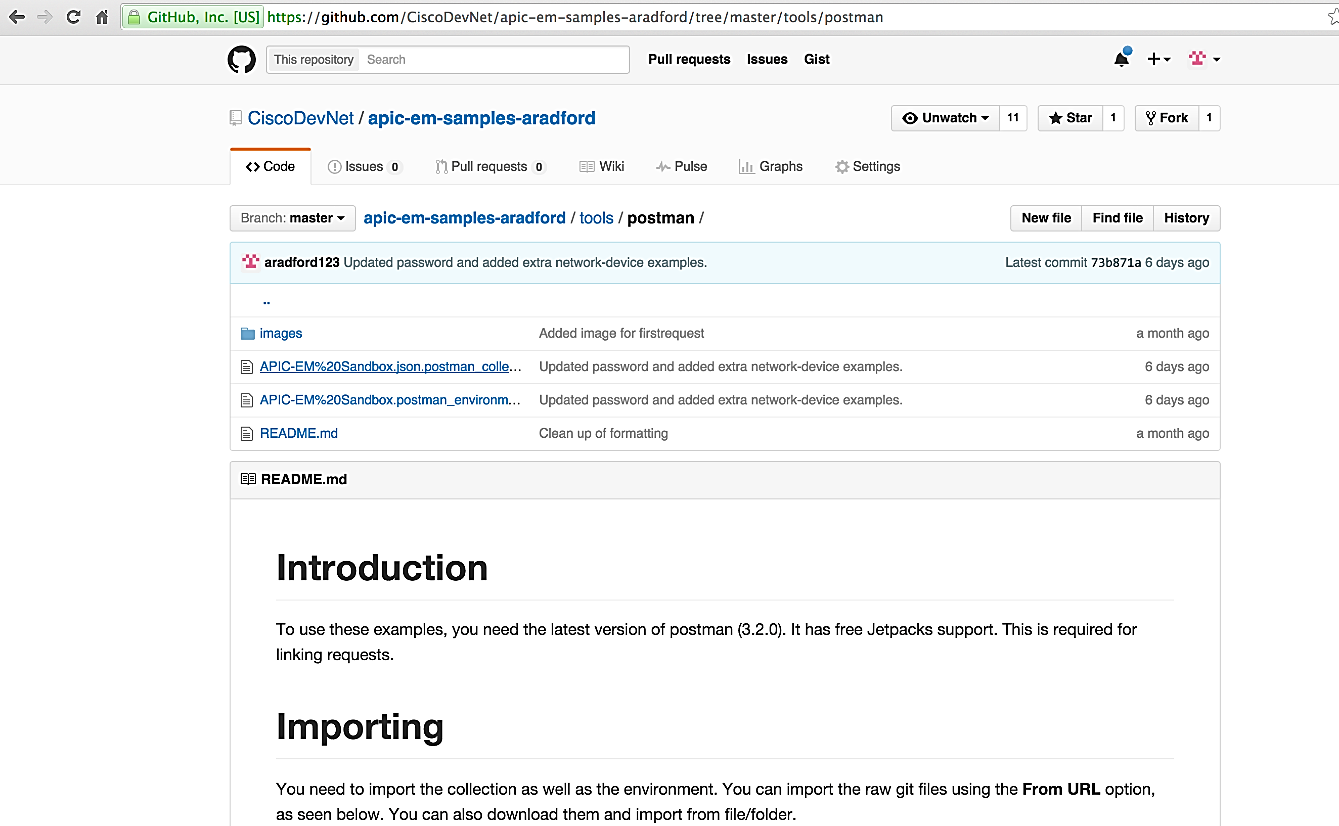 GitHub, Inc. [US] https://github.com/CiscoDevNet/apic-em-samples-aradford/tree/master/tools/postman
This repository Search Pull requests Issues Gist
CiscoDevNet / apic-em-samples-aradford Unwatch 11 Star 1 Fork 1
Code Issues 0 Pull requests 0 Wiki Pulse Graphs Settings
Branch: master apic-em-samples-aradford / tools / postman / New file Find file History
aradford123 Updated password and added extra network-device examples. Latest commit 73b871a 6 days ago
..
images Added image for firstrequest a month ago
APIC-EM%20Sandbox.json.postman_colle... Updated password and added extra network-device examples. 6 days ago
APIC-EM%20Sandbox.postman_environm... Updated password and added extra network-device examples. 6 days ago
README.md Clean up of formatting a month ago
README.md
Introduction
To use these examples, you need the latest version of postman (3.2.0). It has free Jetpacks support. This is required for
linking requests.
Importing
You need to import the collection as well as the environment. You can import the raw git files using the From URL option,
as seen below. You can also download them and import from file/folder.